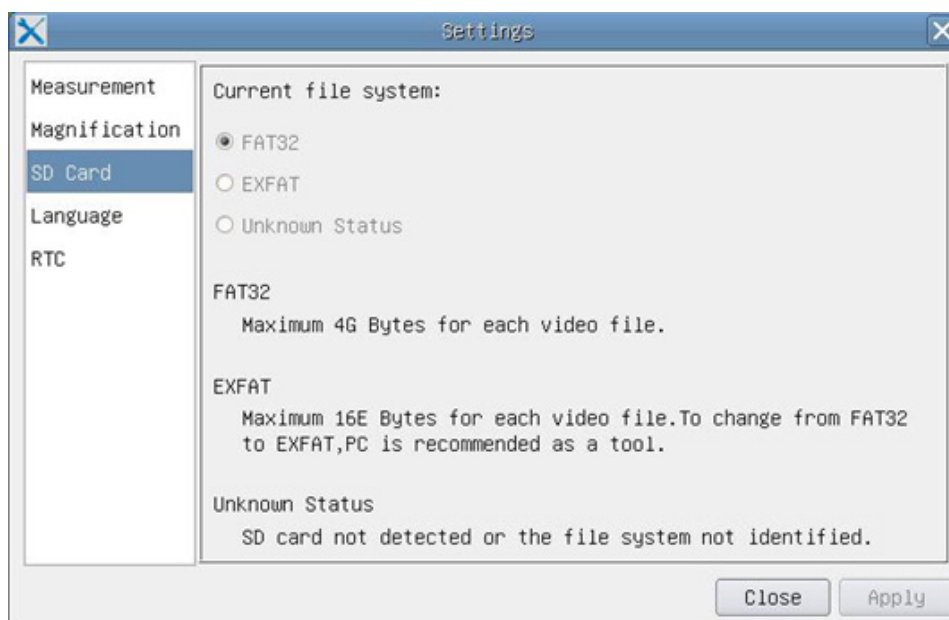 Settings
Measurement
Magnification
SD Card
Language
RTC
Current file system:
FAT32
EXFAT
Unknown Status
FAT32
Maximum 4G Bytes for each video file.
EXFAT
Maximum 16E Bytes for each video file.To change from FAT32
to EXFAT,PC is recommended as a tool.
Unknown Status
SD card not detected or the file system not identified.
Close
Apply